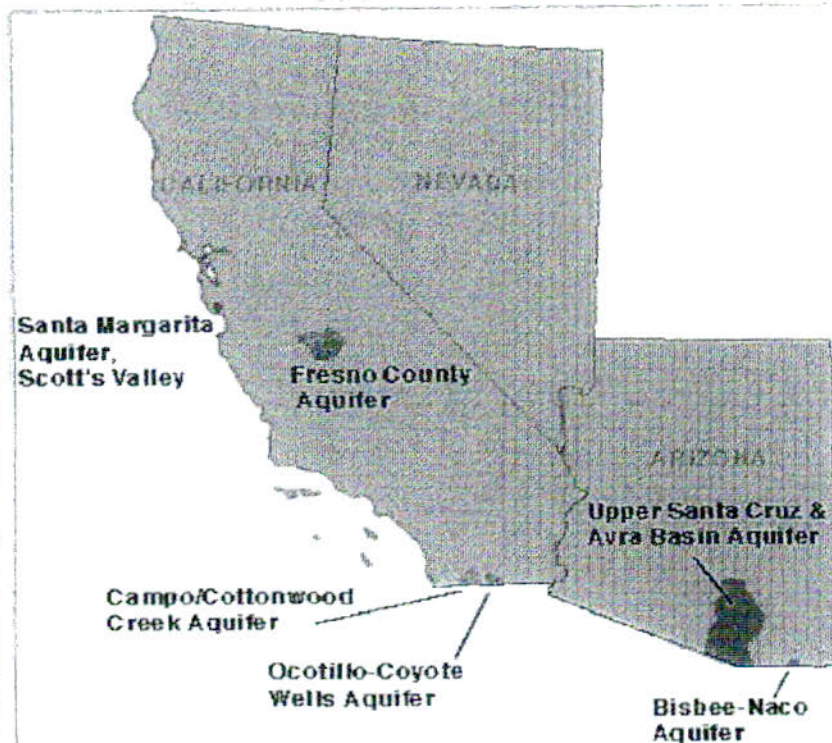 CALIFORNIA
NEVADA
Santa Margarita
Aquifer,
Scott's Valley
Fresno County
Aquifer
ARIZONA
Upper Santa Cruz &
Avra Basin Aquifer
Campo/Cottonwood
Creek Aquifer
Ocotillo-Coyote
Wells Aquifer
Bisbee-Naco
Aquifer